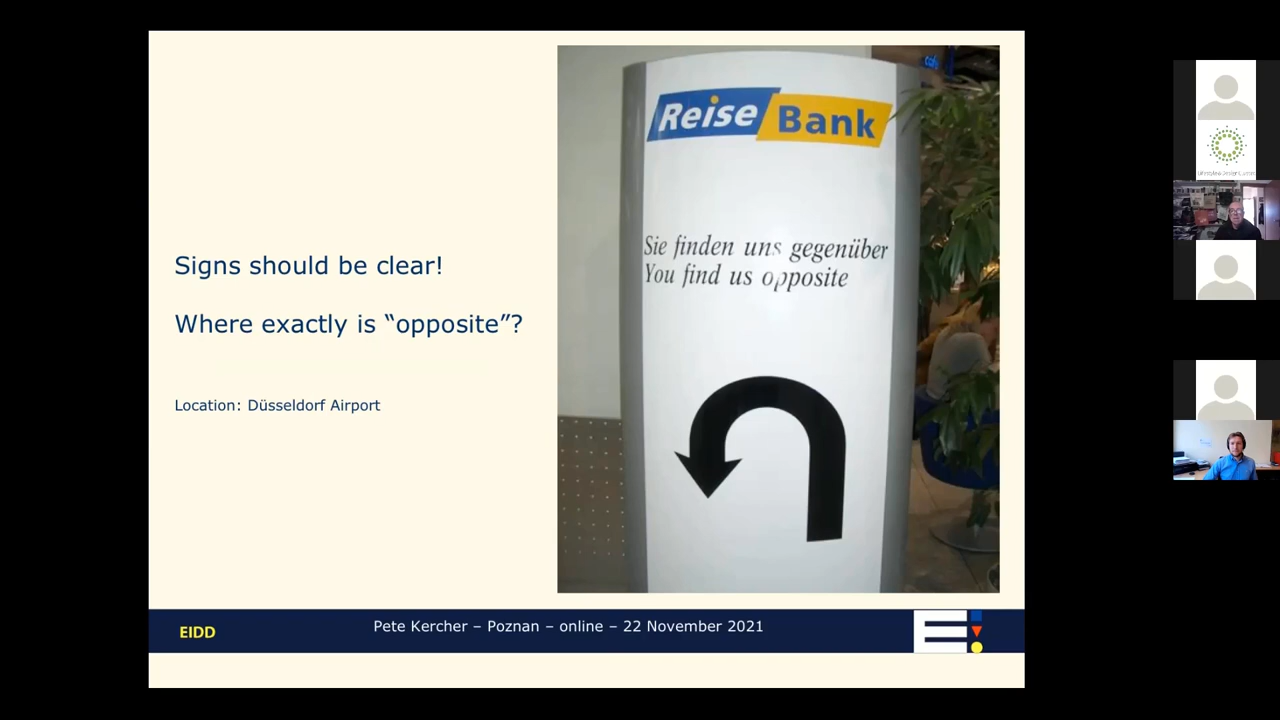 Signs should be clear!
Where exactly is “opposite”?
Location: Düsseldorf Airport
Reise Bank
Sie finden uns gegenüber
You find us opposite
EIDD
Pete Kercher – Poznan – online – 22 November 2021